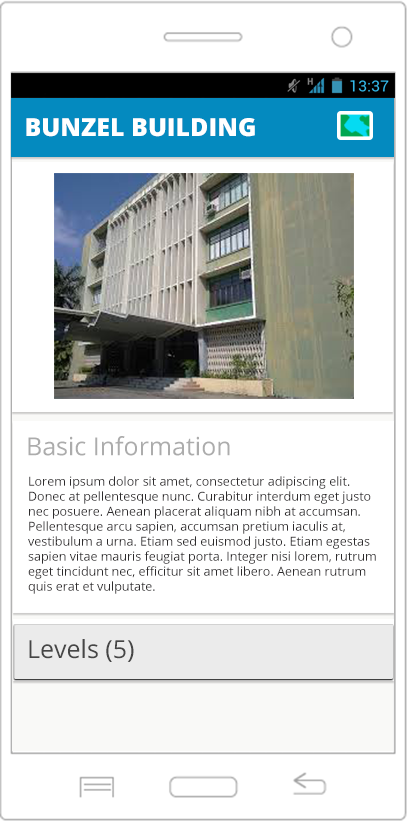 H
13:37
BUNZEL BUILDING
Basic Information
Lorem ipsum dolor sit amet, consectetur adipiscing elit.
Donec at pellentesque nunc. Curabitur interdum eget justo
nec posuere. Aenean placerat aliquam nibh at accumsan.
Pellentesque arcu sapien, accumsan pretium iaculis at,
vestibulum a urna. Etiam sed euismod justo. Etiam egestas
sapien vitae mauris feugiat porta. Integer nisi lorem, rutrum
eget tincidunt nec, efficitur sit amet libero. Aenean rutrum
quis erat et vulputate.
Levels (5)